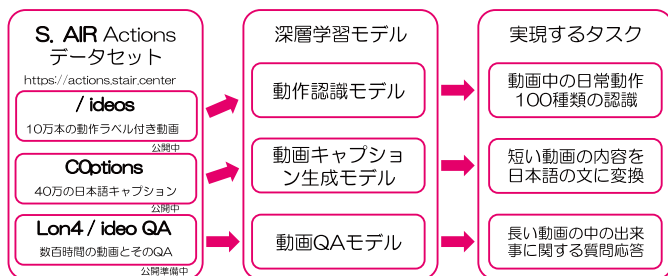 S. AIR Actions
データセット
https://actions.stair.center
/ ideos
10万本の動作ラベル付き動画
公開中
COptions
40万の日本語キャプション
公開中
Lon4 / ideo QA
数百時間の動画とそのQA
公開準備中
深層学習モデル
動作認識モデル
動画キャプショ
ン生成モデル
動画QAモデル
実現するタスク
動画中の日常動作
100種類の認識
短い動画の内容を
日本語の文に変換
長い動画の中の出来
事に関する質問応答